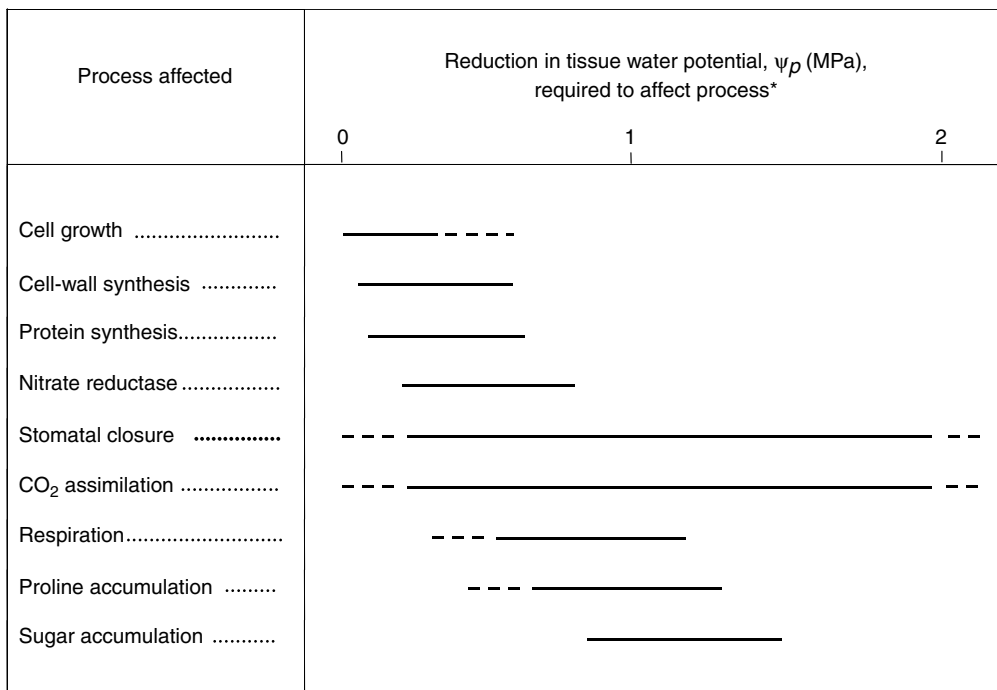 Process affected
Reduction in tissue water potential, ψp (MPa),
required to affect process*
0 1 2
Cell growth ..........................
Cell-wall synthesis .............
Protein synthesis..................
Nitrate reductase .................
Stomatal closure ...............
CO2 assimilation .................
Respiration...........................
Proline accumulation .........
Sugar accumulation ...........